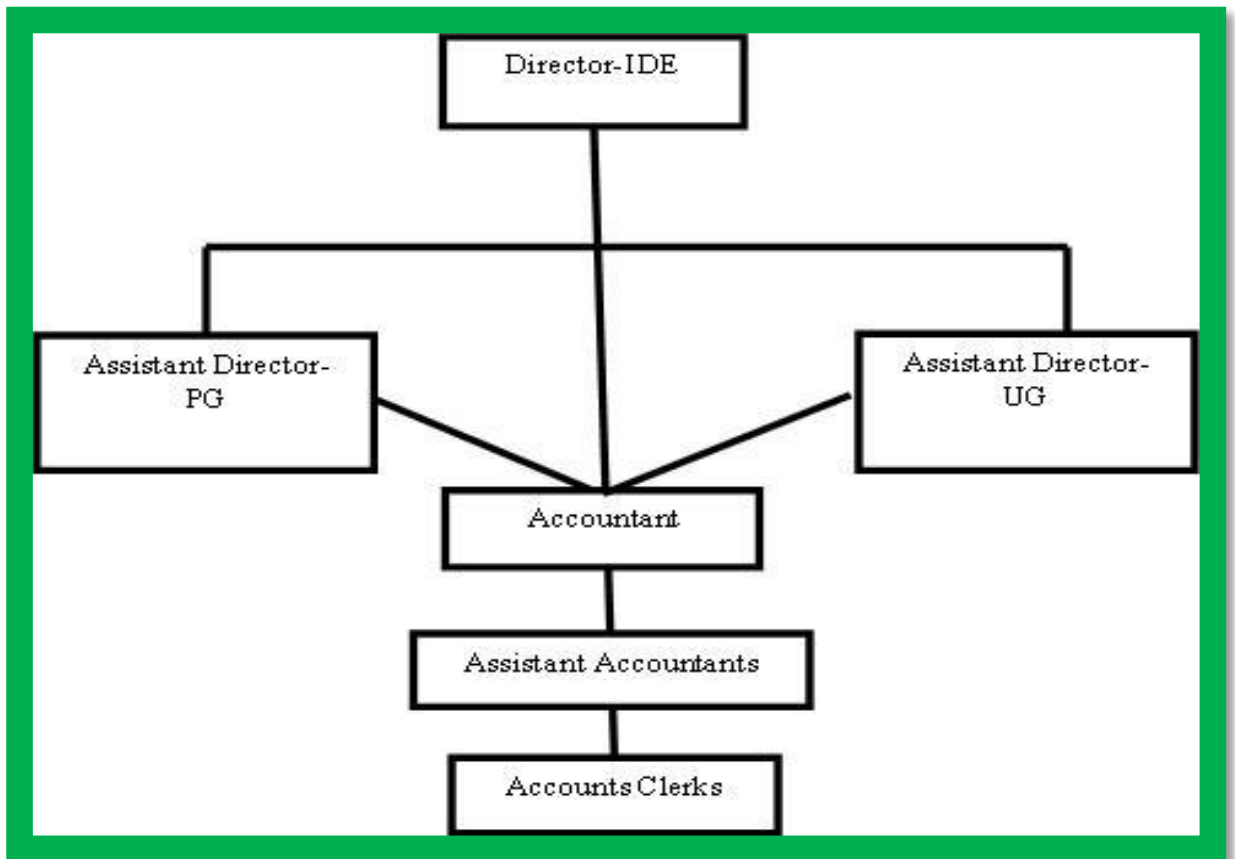 Director-IDE
Assistant Director-
PG
Assistant Director-
UG
Accountant
Assistant Accountants
Accounts Clerks